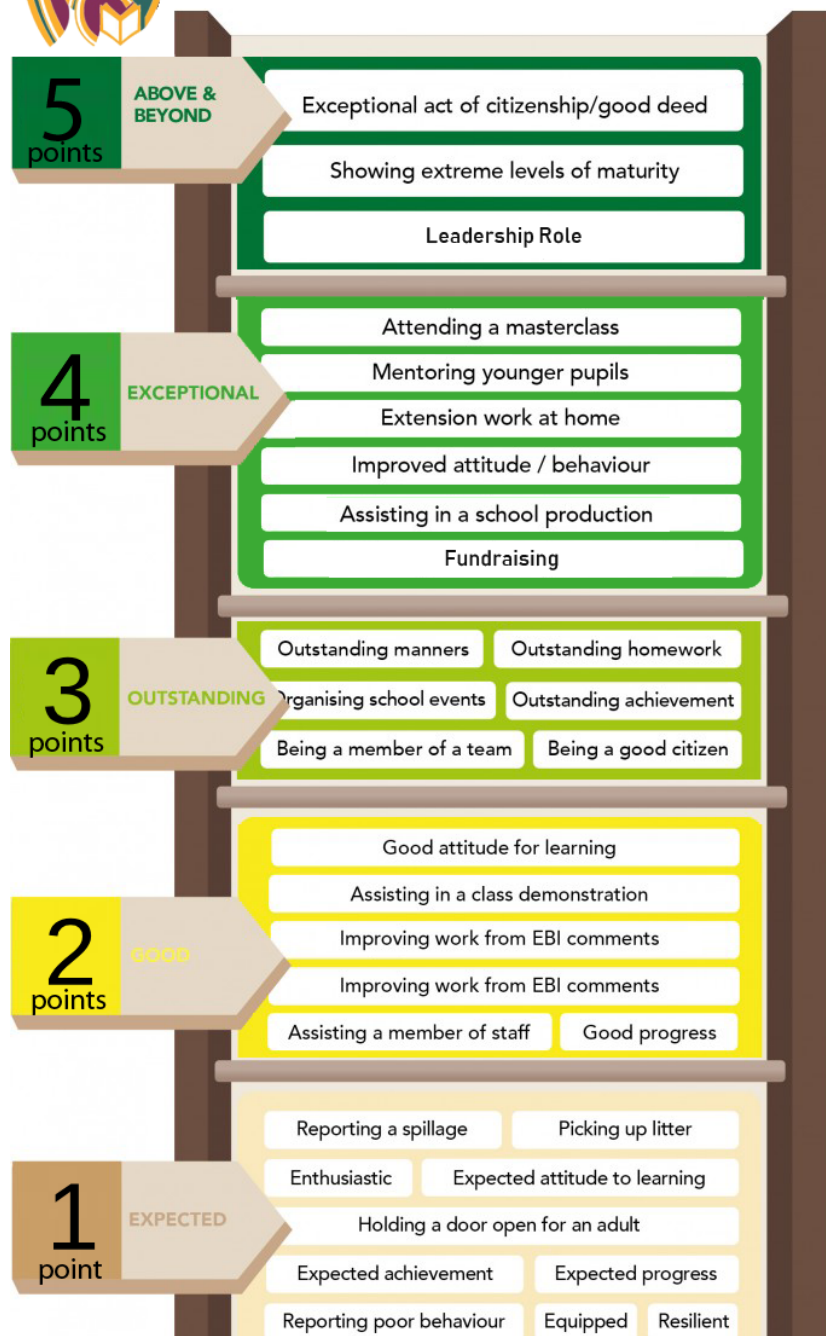 5
points
ABOVE &
BEYOND
Exceptional act of citizenship/good deed
Showing extreme levels of maturity
Leadership Role
4
points
EXCEPTIONAL
Attending a masterclass
Mentoring younger pupils
Extension work at home
Improved attitude / behaviour
Assisting in a school production
Fundraising
3
points
OUTSTANDING
Outstanding manners Outstanding homework
Organising school events Outstanding achievement
Being a member of a team Being a good citizen
2
points
GOOD
Good attitude for learning
Assisting in a class demonstration
Improving work from EBI comments
Improving work from EBI comments
Assisting a member of staff Good progress
1
point
EXPECTED
Reporting a spillage Picking up litter
Enthusiastic Expected attitude to learning
Holding a door open for an adult
Expected achievement Expected progress
Reporting poor behaviour Equipped Resilient